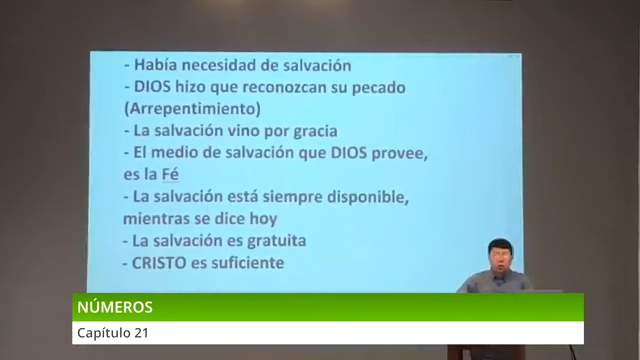 - Había necesidad de salvación
- DIOS hizo que reconozcan su pecado
(Arrepentimiento)
- La salvación vino por gracia
- El medio de salvación que DIOS provee,
es la Fé
- La salvación está siempre disponible,
mientras se dice hoy
- La salvación es gratuita
- CRISTO es suficiente
NÚMEROS
Capítulo 21